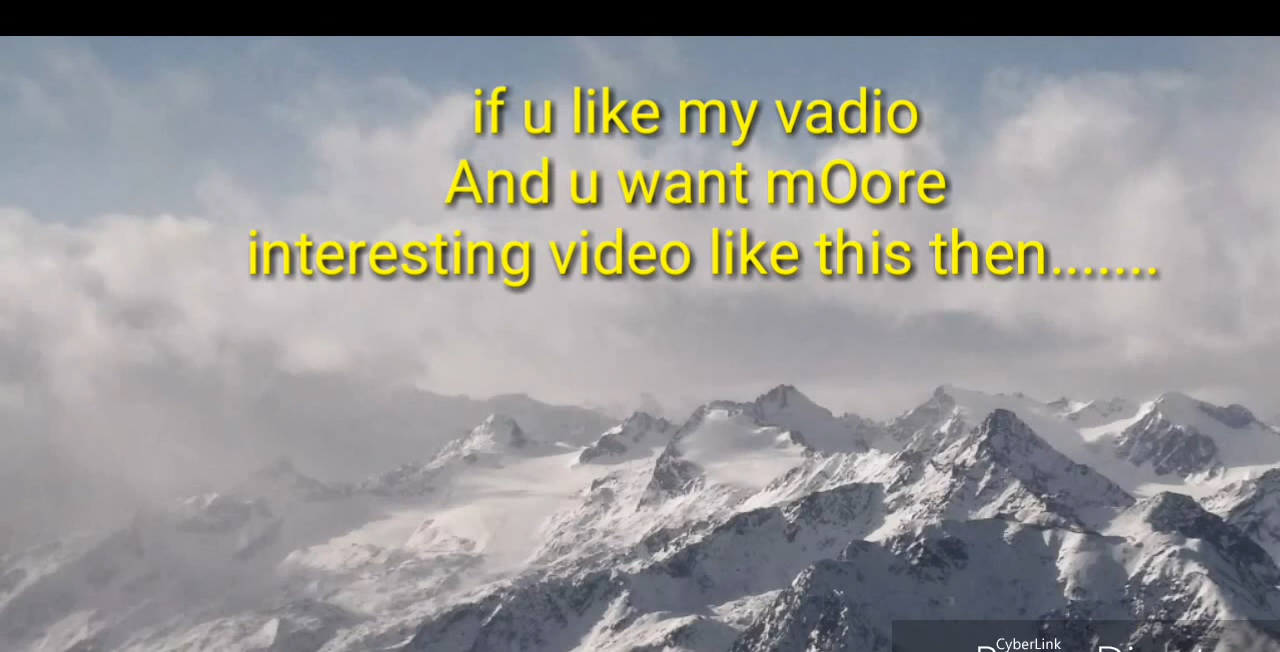 if u like my vadio
And u want mOore
interesting video like this then.......
CyberLink